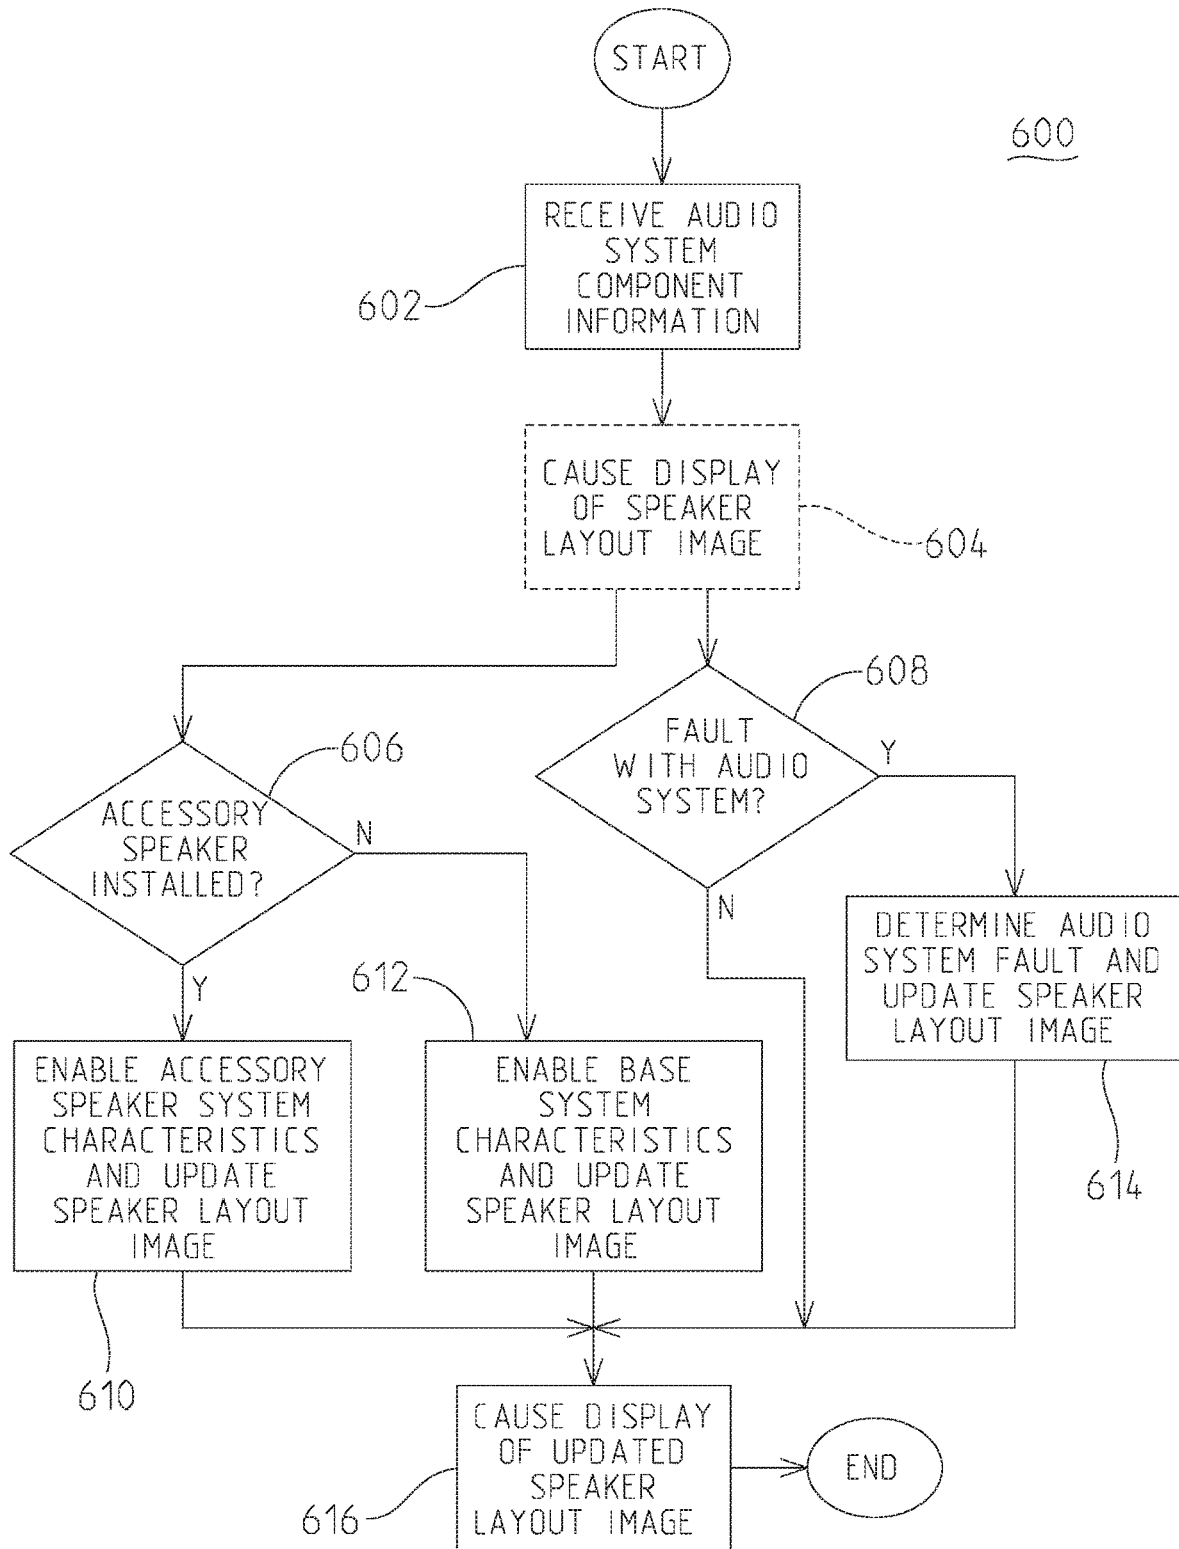 START
600
RECEIVE AUDIO
SYSTEM
COMPONENT
INFORMATION
602
CAUSE DISPLAY
OF SPEAKER
LAYOUT IMAGE
604
608
FAULT
WITH AUDIO
SYSTEM?
Y
N
606
ACCESSORY
SPEAKER
INSTALLED?
N
Y
612
DETERMINE AUDIO
SYSTEM FAULT AND
UPDATE SPEAKER
LAYOUT IMAGE
614
ENABLE ACCESSORY
SPEAKER SYSTEM
CHARACTERISTICS
AND UPDATE
SPEAKER LAYOUT
IMAGE
610
ENABLE BASE
SYSTEM
CHARACTERISTICS
AND UPDATE
SPEAKER LAYOUT
IMAGE
CAUSE DISPLAY
OF UPDATED
SPEAKER
LAYOUT IMAGE
616
END